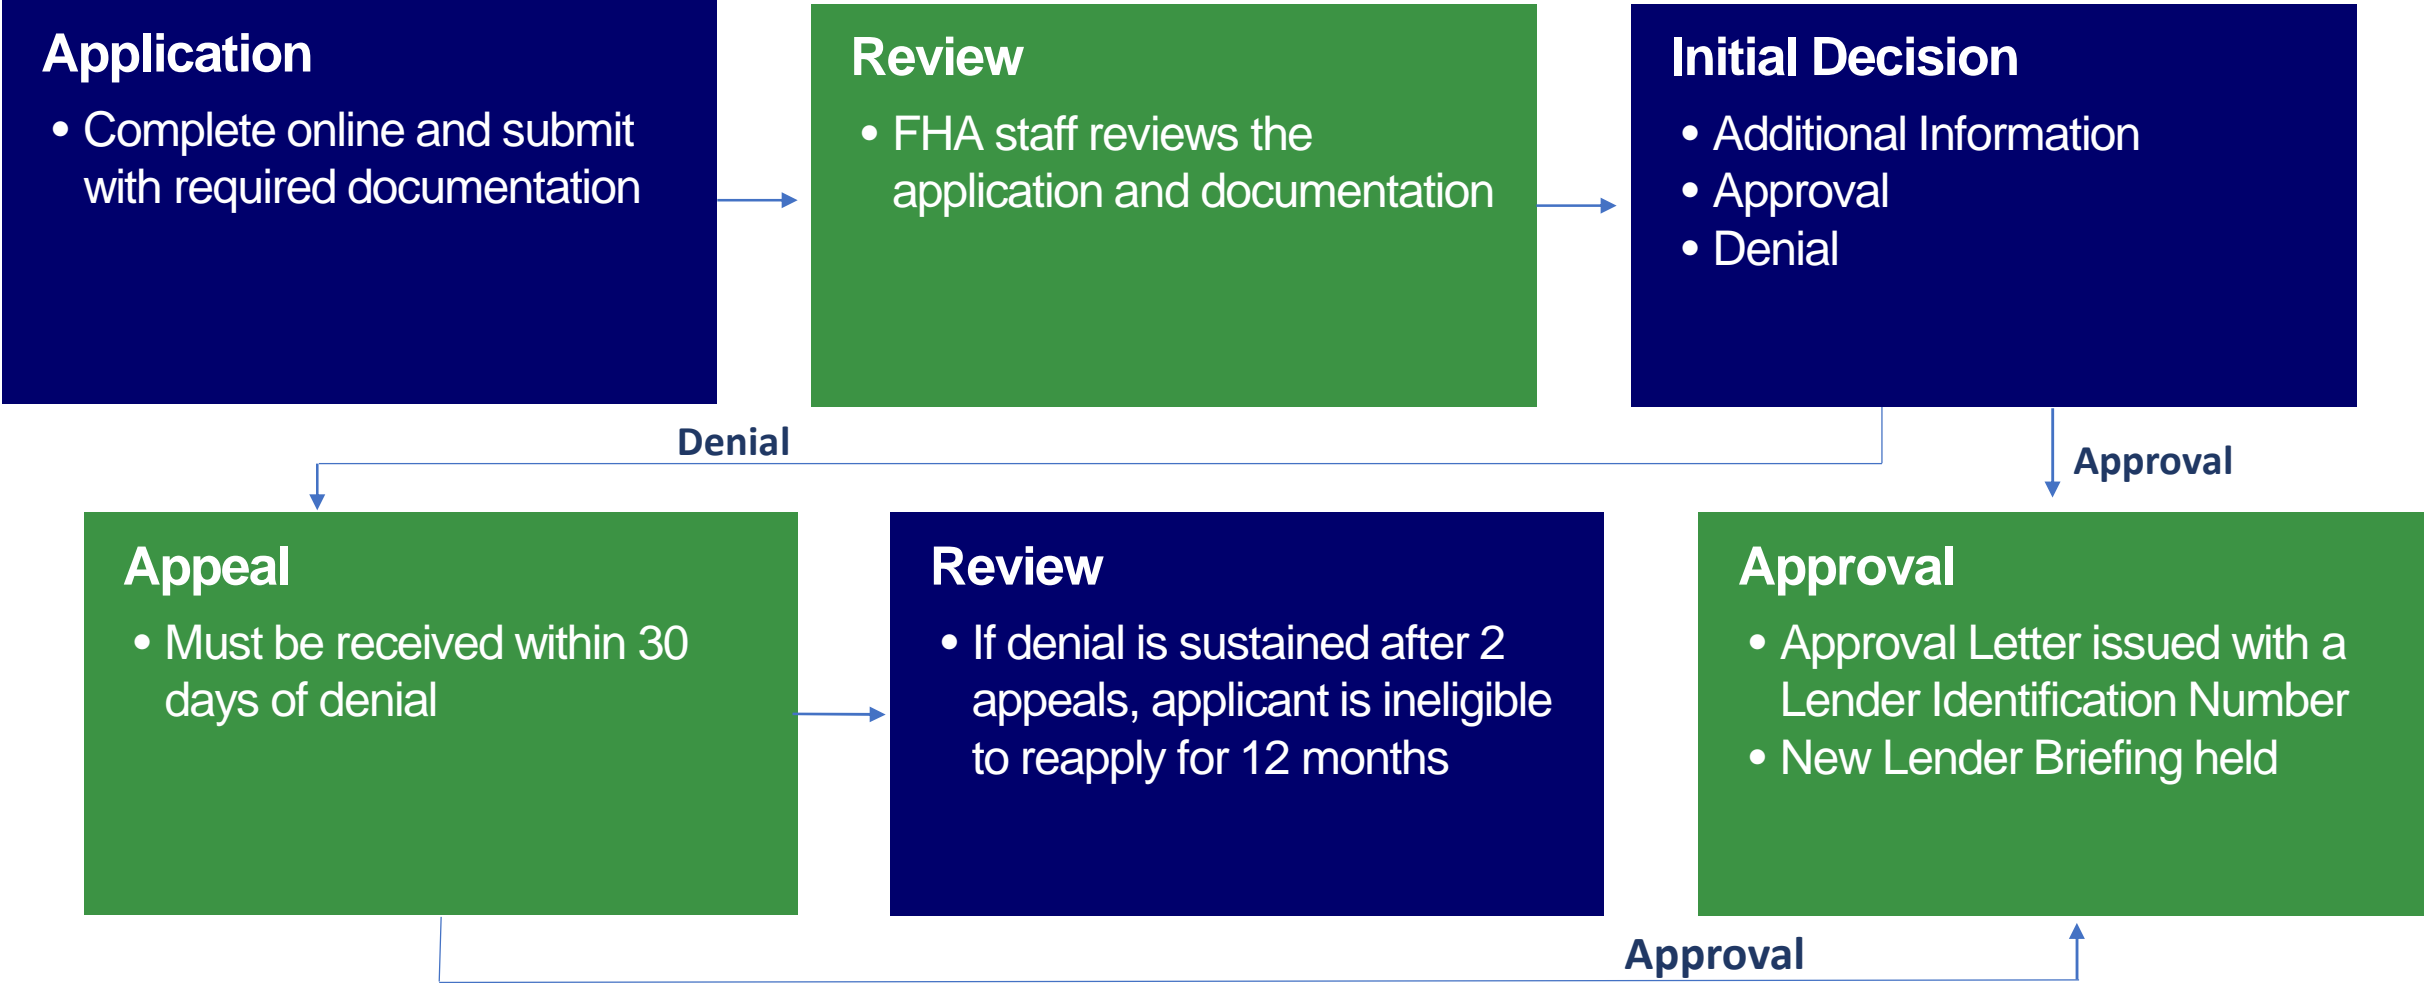 Application
• Complete online and submit
with required documentation
Review
• FHA staff reviews the
application and documentation
Initial Decision
• Additional Information
• Approval
• Denial
Denial
Approval
Appeal
• Must be received within 30
days of denial
Review
• If denial is sustained after 2
appeals, applicant is ineligible
to reapply for 12 months
Approval
• Approval Letter issued with a
Lender Identification Number
• New Lender Briefing held
Approval